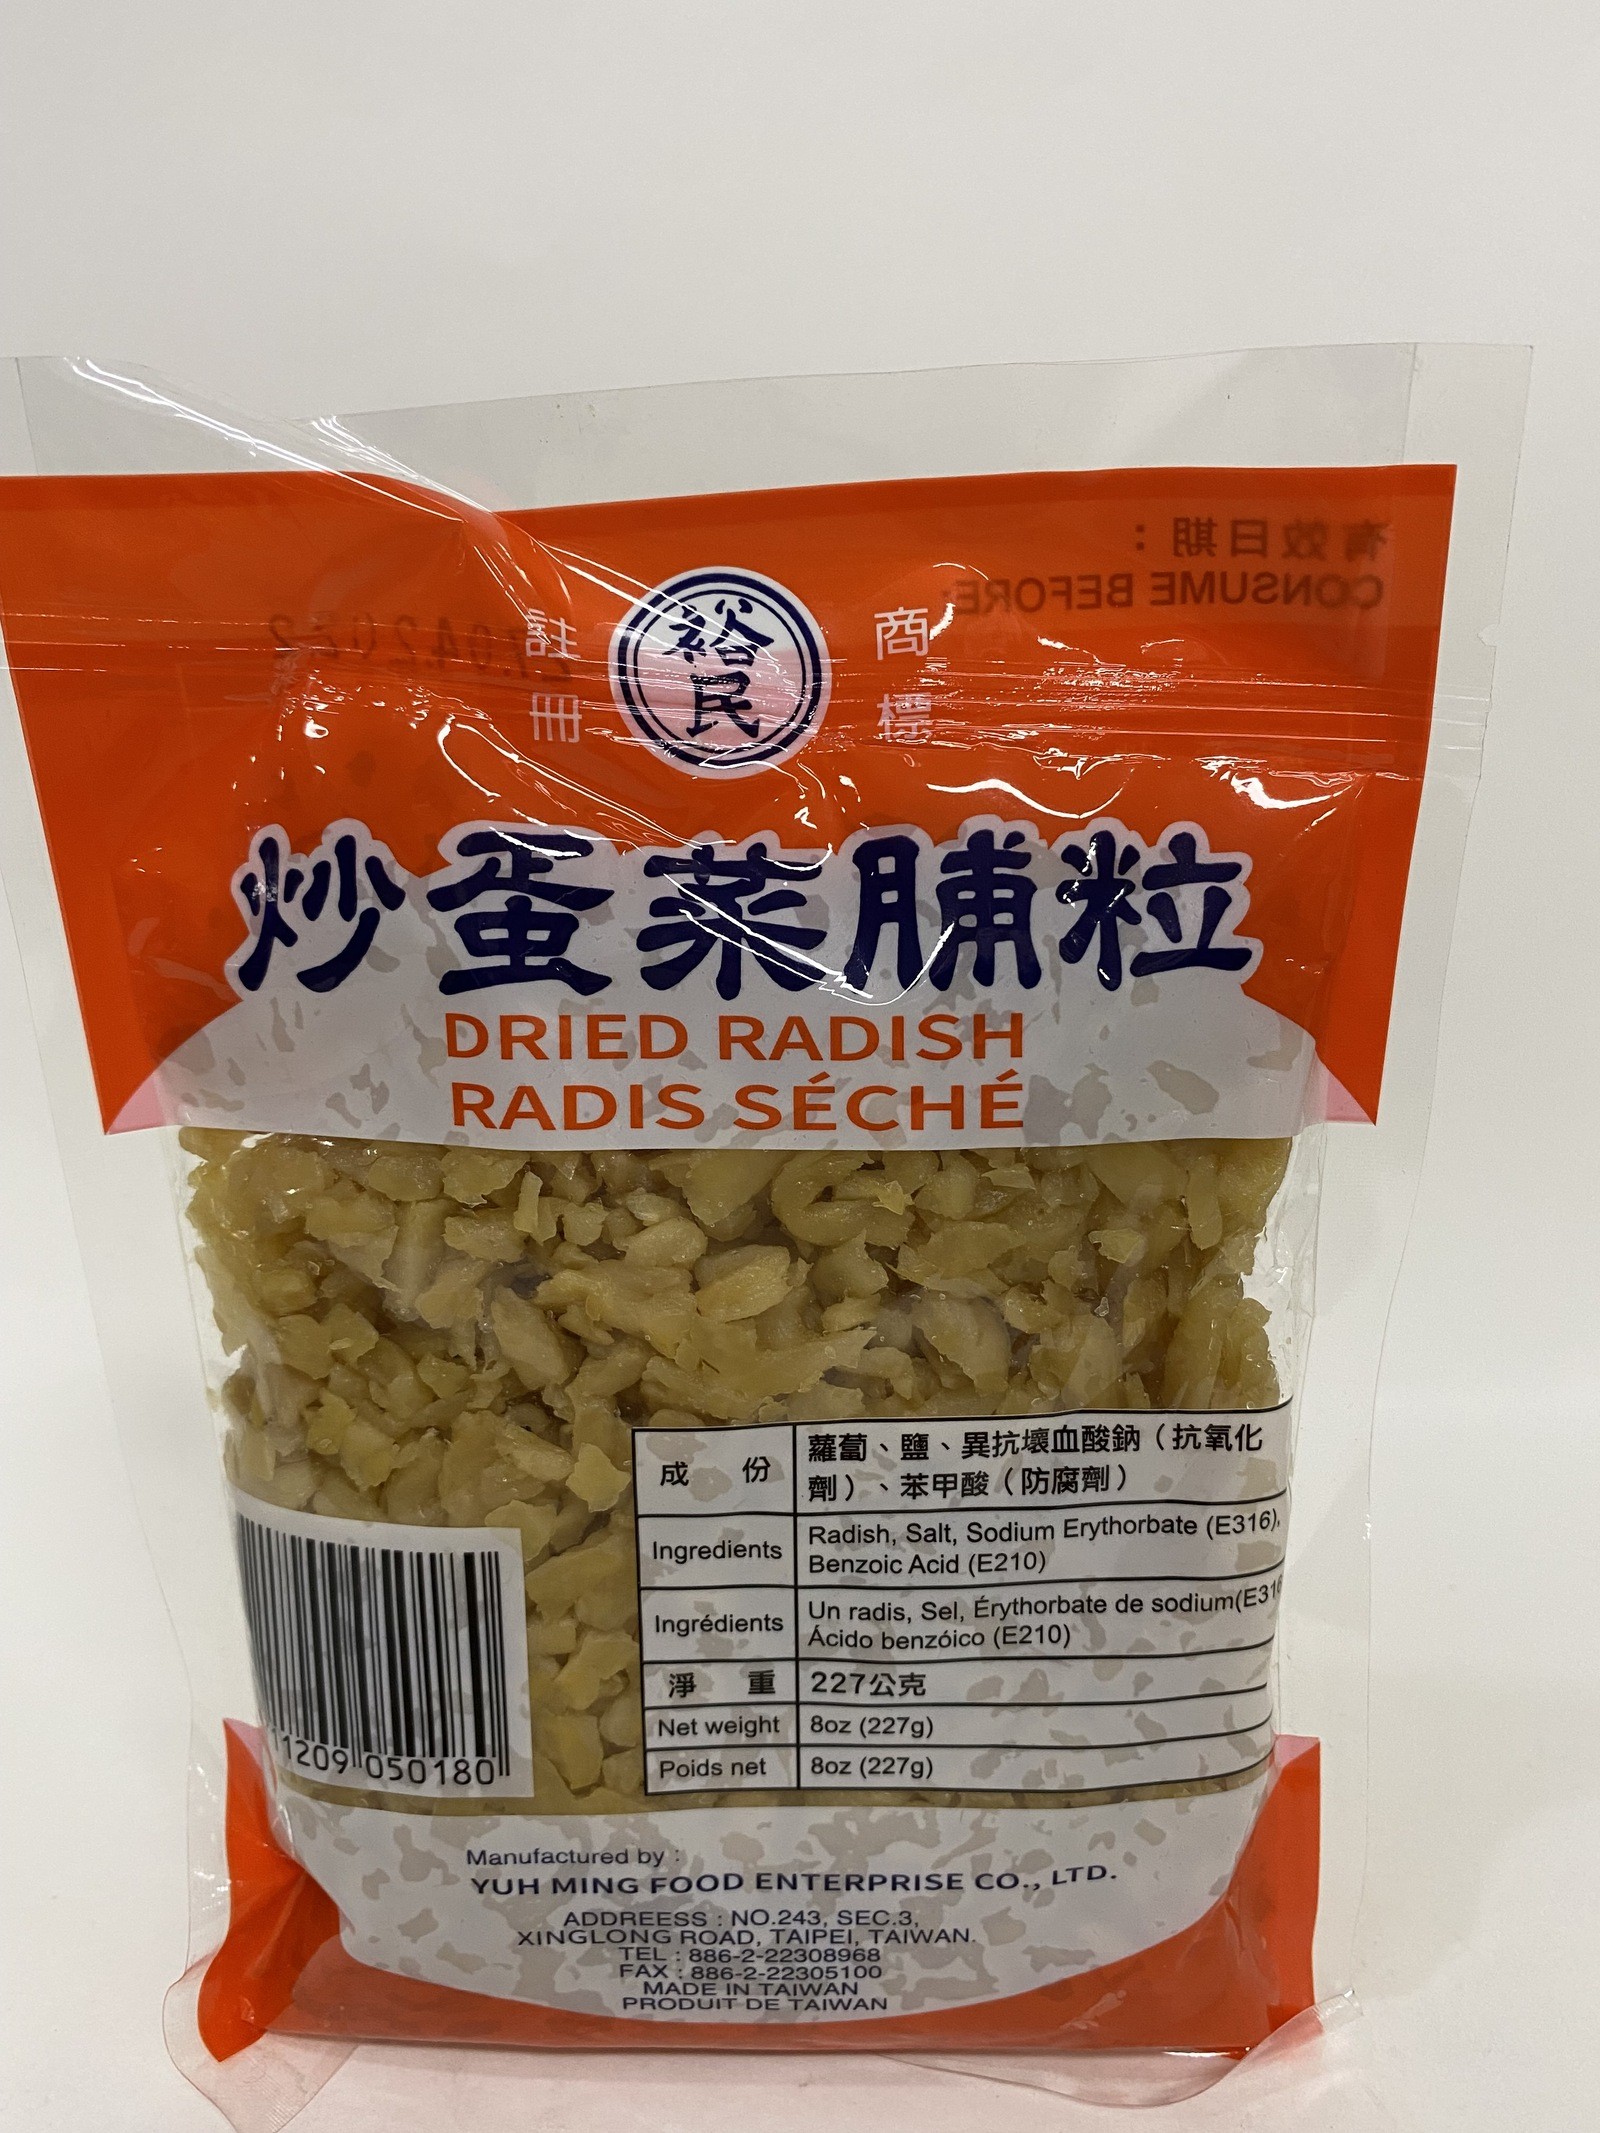 有效日期：
CONSUME BEFORE:
註冊
裕民
商標
炒蛋菜脯粒
DRIED RADISH
RADIS SÉCHÉ
成 份
蘿蔔、鹽、異抗壞血酸鈉（抗氧化
劑）、苯甲酸（防腐劑）
Ingredients
Radish, Salt, Sodium Erythorbate (E316),
Benzoic Acid (E210)
Ingrédients
Un radis, Sel, Érythorbate de sodium(E316
Ácido benzóico (E210)
淨 重 227公克
Net weight 8oz (227g)
Poids net 8oz (227g)
11209 050180
Manufactured by :
YUH MING FOOD ENTERPRISE CO., LTD.
ADDREESS : NO.243, SEC.3,
XINGLONG ROAD, TAIPEI, TAIWAN.
TEL : 886-2-22308968
FAX : 886-2-22305100
MADE IN TAIWAN
PRODUIT DE TAIWAN